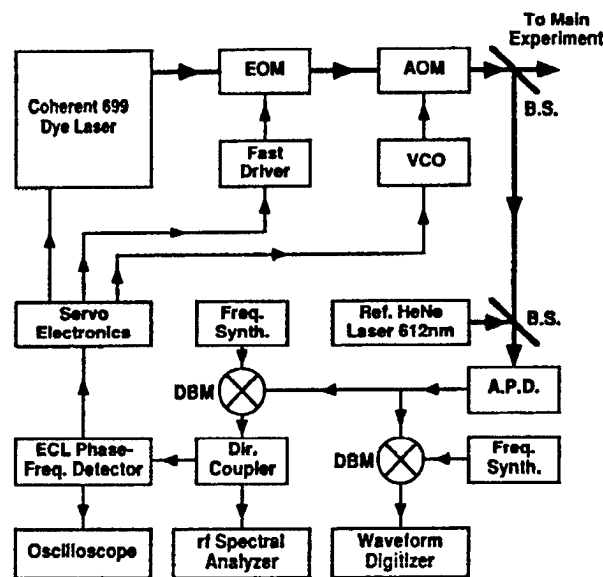 To Main
Experiment
EOM
AOM
B.S.
Coherent 699
Dye Laser
Fast
Driver
VCO
Servo
Electronics
Freq.
Synth.
Ref. HeNe
Laser 612nm
B.S.
DBM
A.P.D.
ECL Phase-
Freq. Detector
Dir.
Coupler
DBM
Freq.
Synth.
Oscilloscope
rf Spectral
Analyzer
Waveform
Digitizer